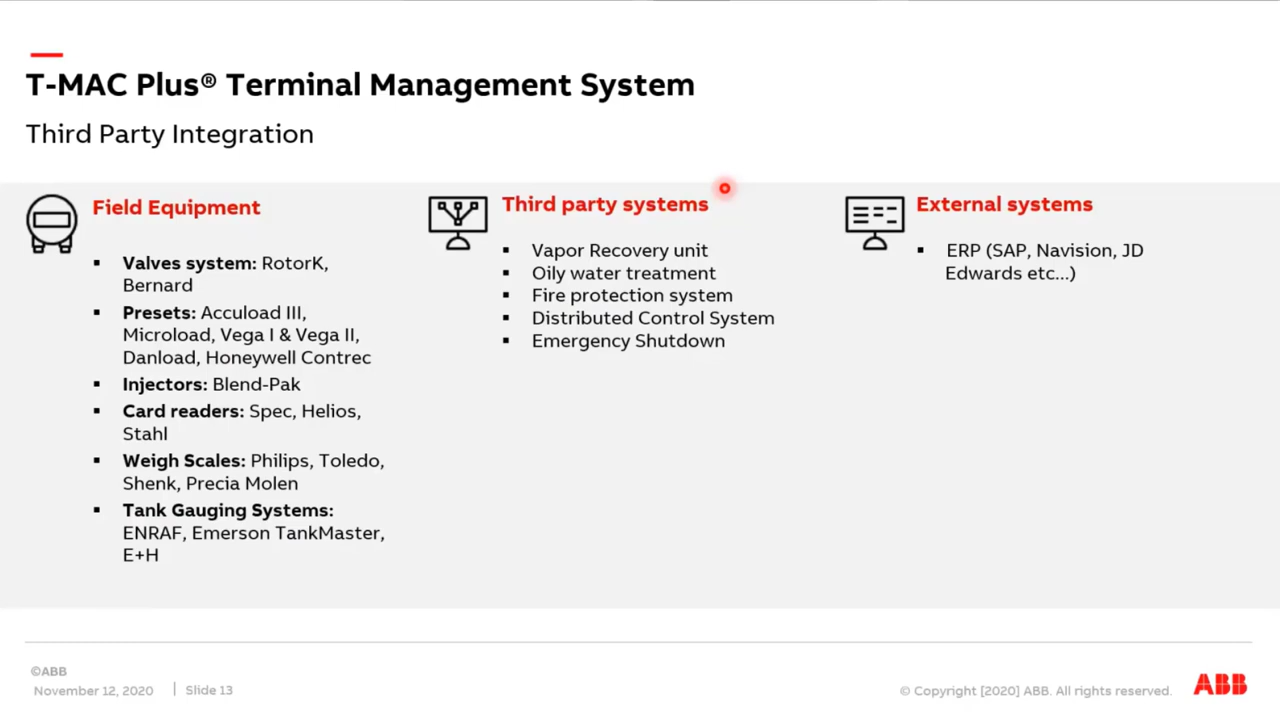 T-MAC Plus® Terminal Management System
Third Party Integration
Field Equipment
▪ Valves system: RotorK,
Bernard
▪ Presets: Accuload III,
Microload, Vega I & Vega II,
Danload, Honeywell Contrec
▪ Injectors: Blend-Pak
▪ Card readers: Spec, Helios,
Stahl
▪ Weigh Scales: Philips, Toledo,
Shenk, Precia Molen
▪ Tank Gauging Systems:
ENRAF, Emerson TankMaster,
E+H
Third party systems
▪ Vapor Recovery unit
▪ Oily water treatment
▪ Fire protection system
▪ Distributed Control System
▪ Emergency Shutdown
External systems
▪ ERP (SAP, Navision, JD
Edwards etc...)
©ABB
November 12, 2020 | Slide 13
© Copyright [2020] ABB. All rights reserved.
ABB